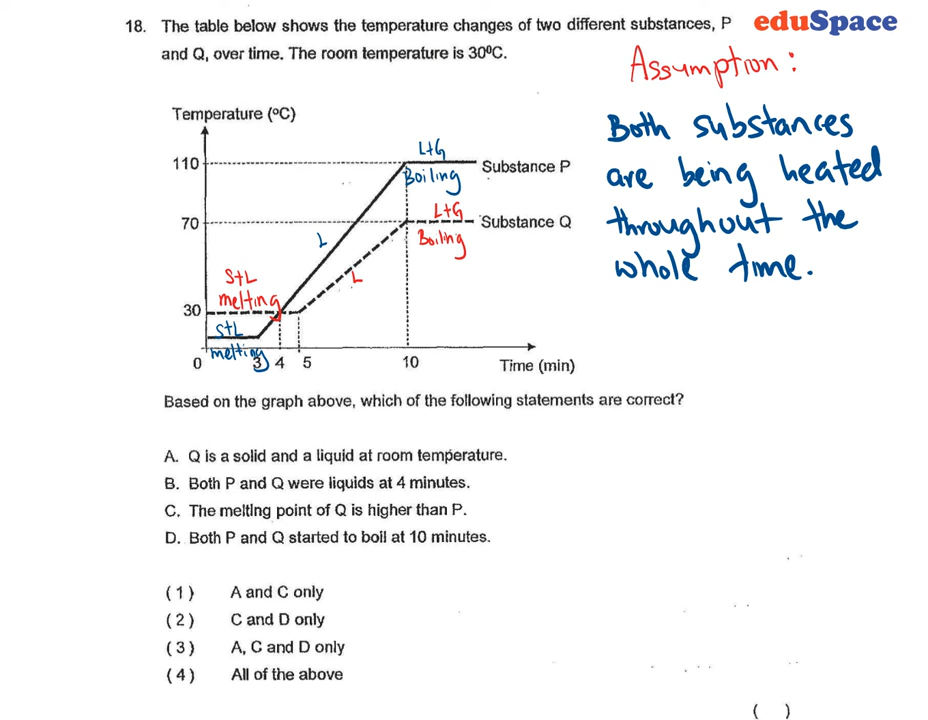 18. The table below shows the temperature changes of two different substances, P
eduSpace
and Q, over time. The room temperature is 30⁰C.
Assumption:
Both substances
are being heated
throughout the
whole time.
Temperature (⁰C)
L+G
110
Boiling
Substance P
L+G
70
Substance Q
L
Boiling
S+L
L
melting
30
S+L
melting
0 3 4 5 10
Time (min)
Based on the graph above, which of the following statements are correct?
A. Q is a solid and a liquid at room temperature.
B. Both P and Q were liquids at 4 minutes.
C. The melting point of Q is higher than P.
D. Both P and Q started to boil at 10 minutes.
(1) A and C only
(2) C and D only
(3) A, C and D only
(4) All of the above
( )